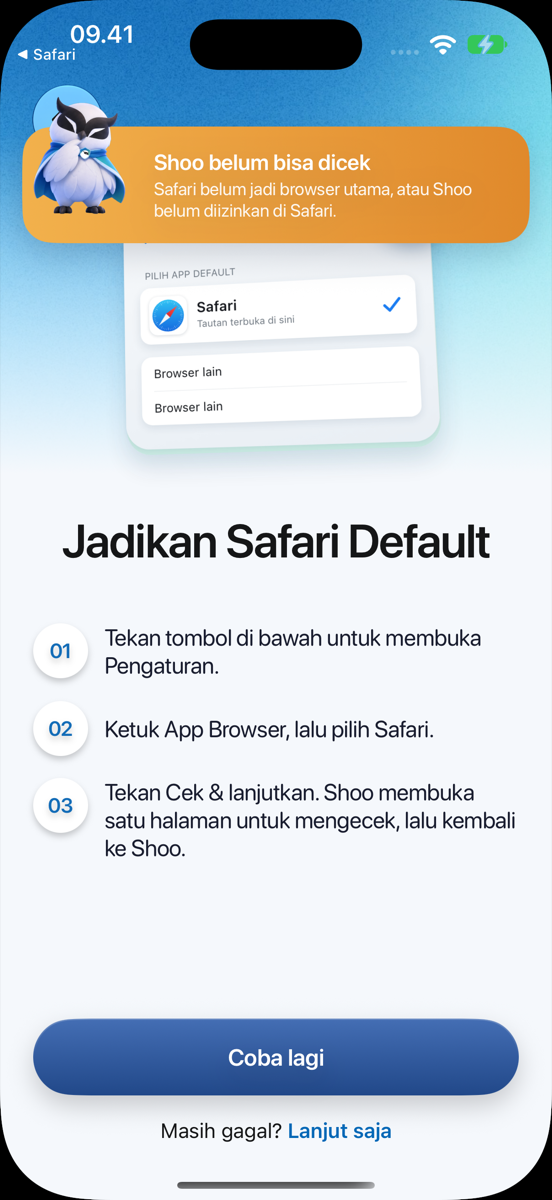 09.41
◀ Safari
Shoo belum bisa dicek
Safari belum jadi browser utama, atau Shoo
belum diizinkan di Safari.
PILIH APP DEFAULT
Safari
Tautan terbuka di sini
Browser lain
Browser lain
Jadikan Safari Default
01
Tekan tombol di bawah untuk membuka
Pengaturan.
02
Ketuk App Browser, lalu pilih Safari.
03
Tekan Cek & lanjutkan. Shoo membuka
satu halaman untuk mengecek, lalu kembali
ke Shoo.
Coba lagi
Masih gagal? Lanjut saja